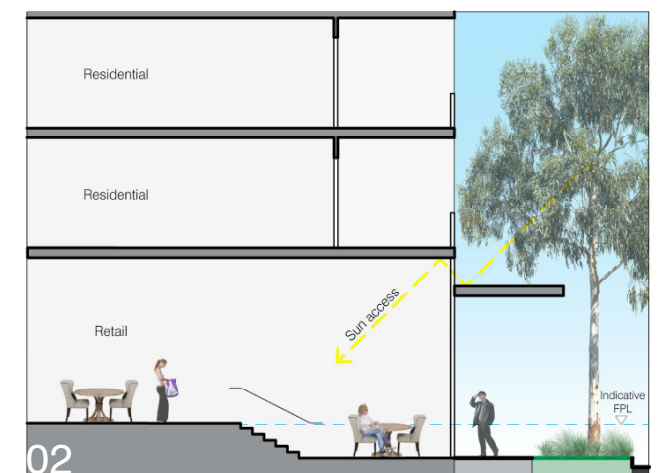 Residential
Residential
Sun access
Retail
Indicative
FPL
02